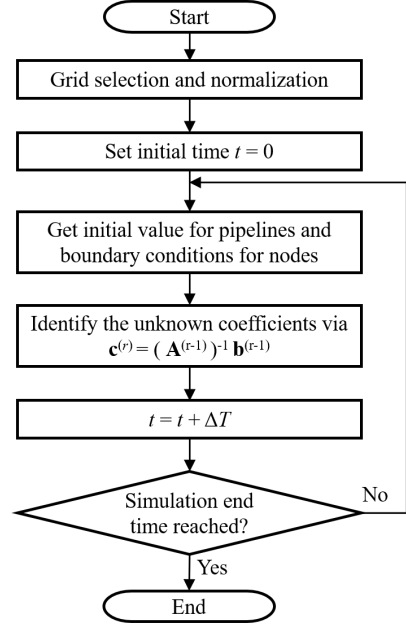 Start
Grid selection and normalization
Set initial time t = 0
Get initial value for pipelines and
boundary conditions for nodes
Identify the unknown coefficients via
c⁽ʳ⁾ = ( A⁽ʳ⁻¹⁾ )⁻¹ b⁽ʳ⁻¹⁾
t = t + ΔT
Simulation end
time reached?
No
Yes
End